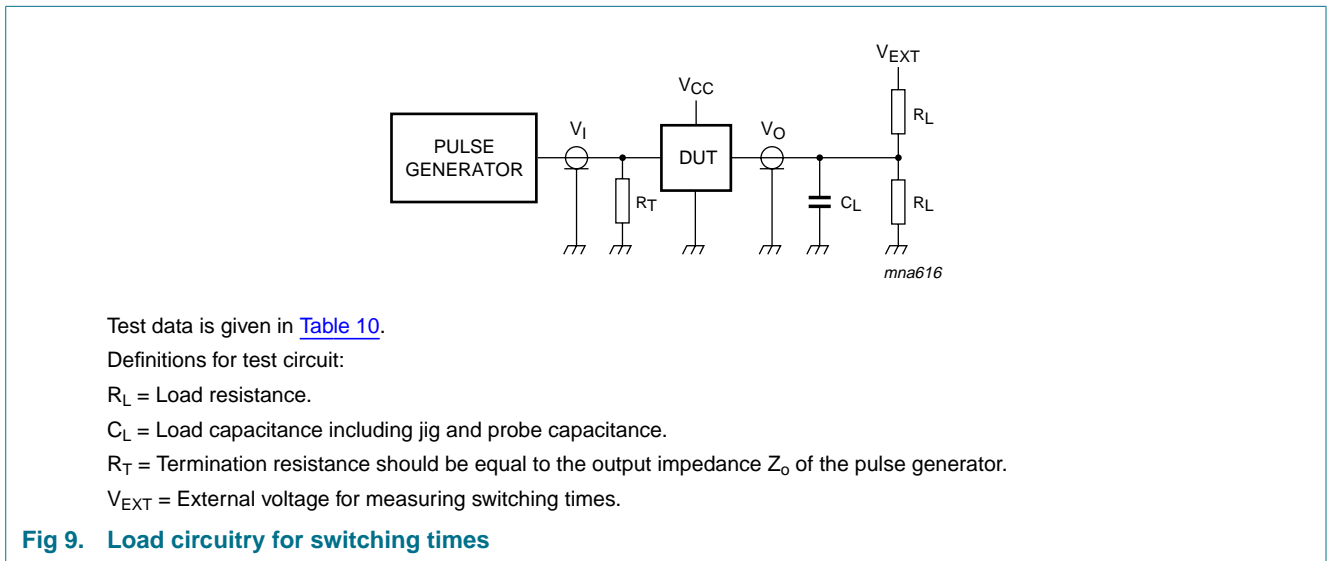 V_EXT
V_CC
R_L
V_I
V_O
PULSE
GENERATOR
DUT
R_T
C_L
R_L
mna616
Test data is given in Table 10.
Definitions for test circuit:
R_L = Load resistance.
C_L = Load capacitance including jig and probe capacitance.
R_T = Termination resistance should be equal to the output impedance Z_o of the pulse generator.
V_EXT = External voltage for measuring switching times.
Fig 9. Load circuitry for switching times